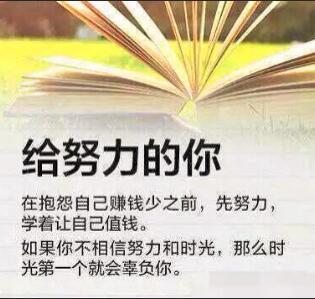 给努力的你
在抱怨自己赚钱少之前，先努力，
学着让自己值钱。
如果你不相信努力和时光，那么时
光第一个就会辜负你。